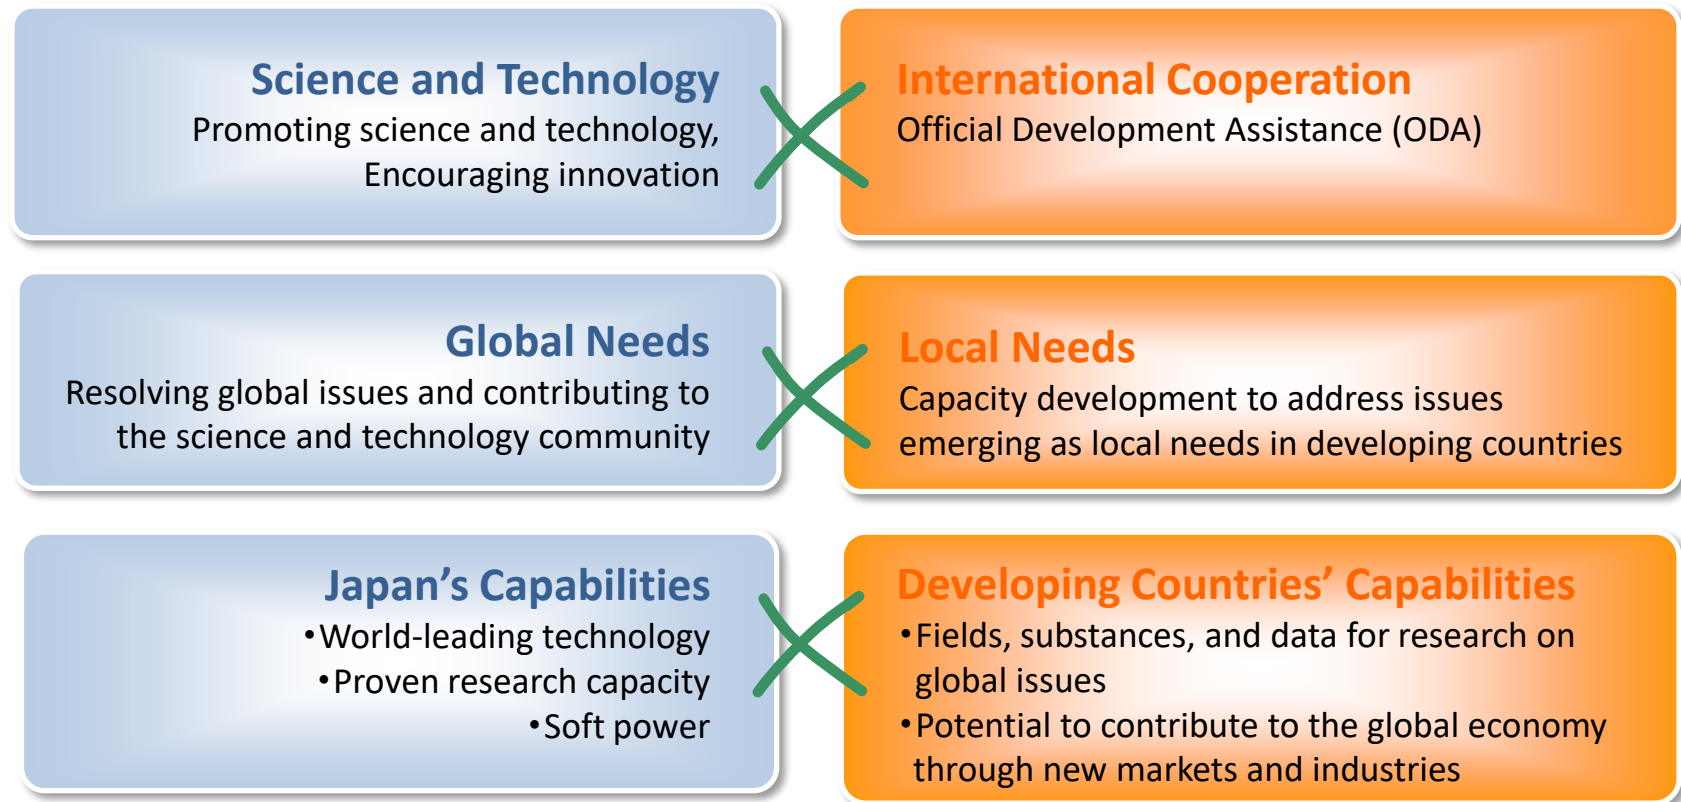 Science and Technology
Promoting science and technology,
Encouraging innovation
International Cooperation
Official Development Assistance (ODA)
Global Needs
Resolving global issues and contributing to
the science and technology community
Local Needs
Capacity development to address issues
emerging as local needs in developing countries
Japan’s Capabilities
•World-leading technology
•Proven research capacity
•Soft power
Developing Countries’ Capabilities
•Fields, substances, and data for research on
global issues
•Potential to contribute to the global economy
through new markets and industries